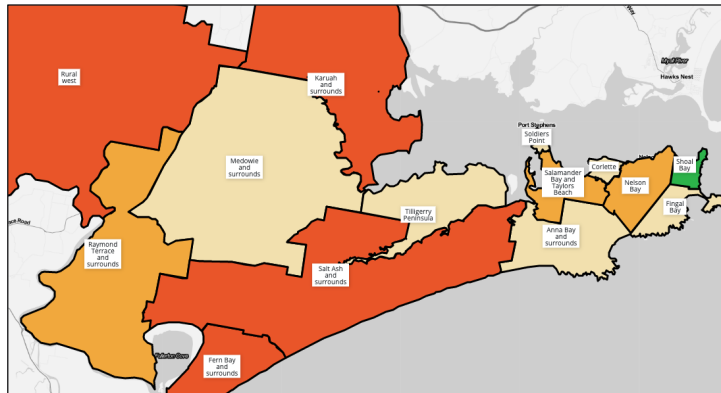 Rural
west
Karuah
and
surrounds
Medowie
and
surrounds
Hawks Nest
Port Stephens
Soldiers
Point
Corlette
Shoal
Bay
Salamander
Bay and
Taylors
Beach
Nelson
Bay
Fingal
Bay
Tilligerry
Peninsula
Anna Bay
and
surrounds
Raymond
Terrace
and
surrounds
Salt Ash
and
surrounds
Fullerton Cove
Fern Bay
and
surrounds